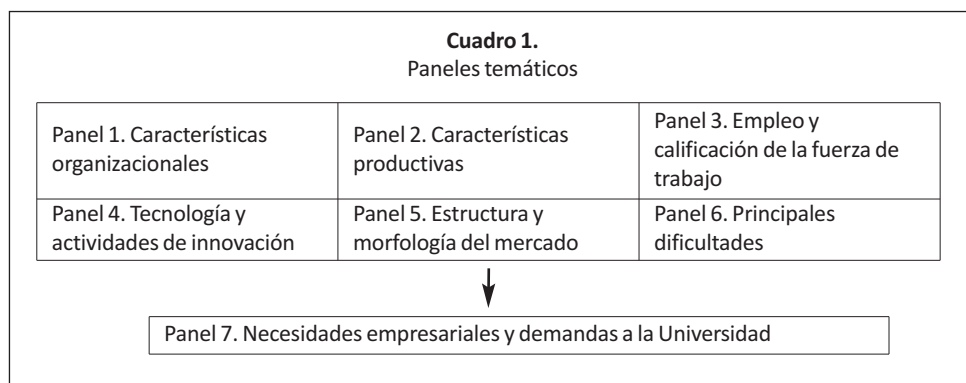 Cuadro 1.
Paneles temáticos
Panel 1. Características
organizacionales
Panel 2. Características
productivas
Panel 3. Empleo y
calificación de la fuerza de
trabajo
Panel 4. Tecnología y
actividades de innovación
Panel 5. Estructura y
morfología del mercado
Panel 6. Principales
dificultades
Panel 7. Necesidades empresariales y demandas a la Universidad